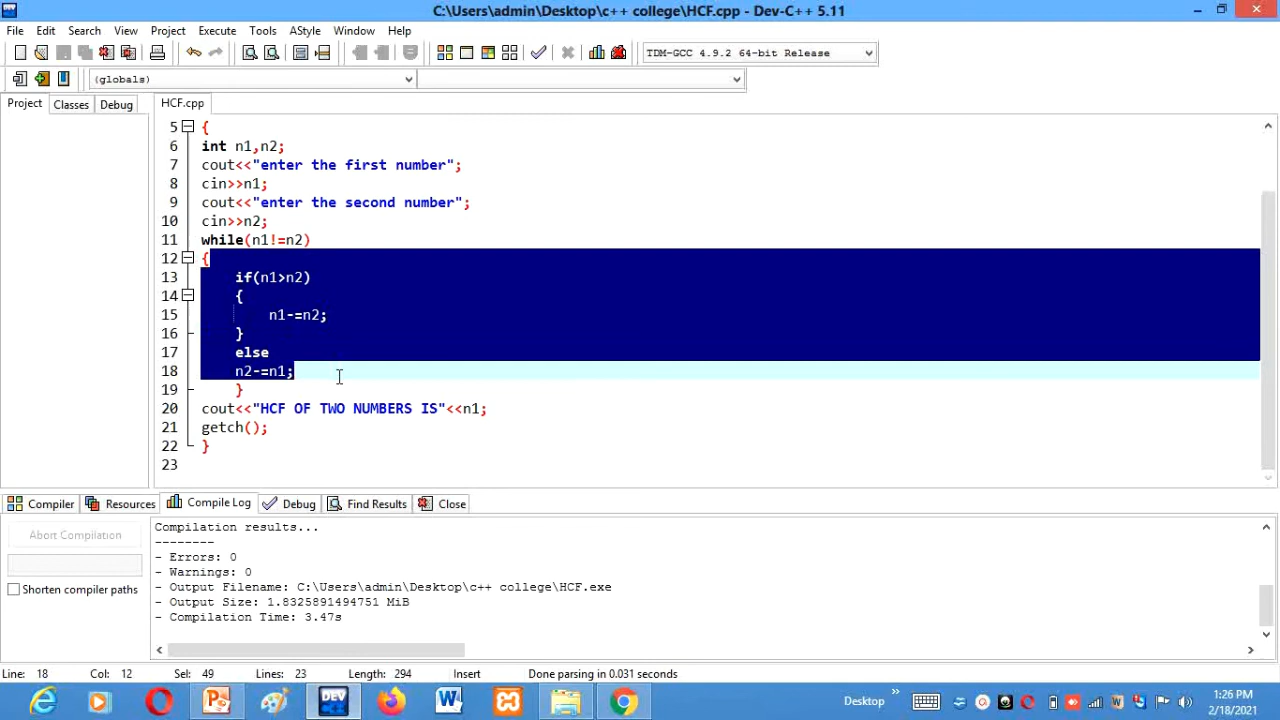 C:\Users\admin\Desktop\c++ college\HCF.cpp - Dev-C++ 5.11
File Edit Search View Project Execute Tools AStyle Window Help
TDM-GCC 4.9.2 64-bit Release
(globals)
Project Classes Debug HCF.cpp
5 {
6 int n1,n2;
7 cout<<"enter the first number";
8 cin>>n1;
9 cout<<"enter the second number";
10 cin>>n2;
11 while(n1!=n2)
12 {
13 if(n1>n2)
14 {
15 n1-=n2;
16 }
17 else
18 n2-=n1;
19 }
20 cout<<"HCF OF TWO NUMBERS IS"<<n1;
21 getch();
22 }
23
Compiler Resources Compile Log Debug Find Results Close
Abort Compilation
Shorten compiler paths
Compilation results...
--------
- Errors: 0
- Warnings: 0
- Output Filename: C:\Users\admin\Desktop\c++ college\HCF.exe
- Output Size: 1.8325891494751 MiB
- Compilation Time: 3.47s
Line: 18 Col: 12 Sel: 49 Lines: 23 Length: 294 Insert Done parsing in 0.031 seconds
Desktop
1:26 PM
2/18/2021